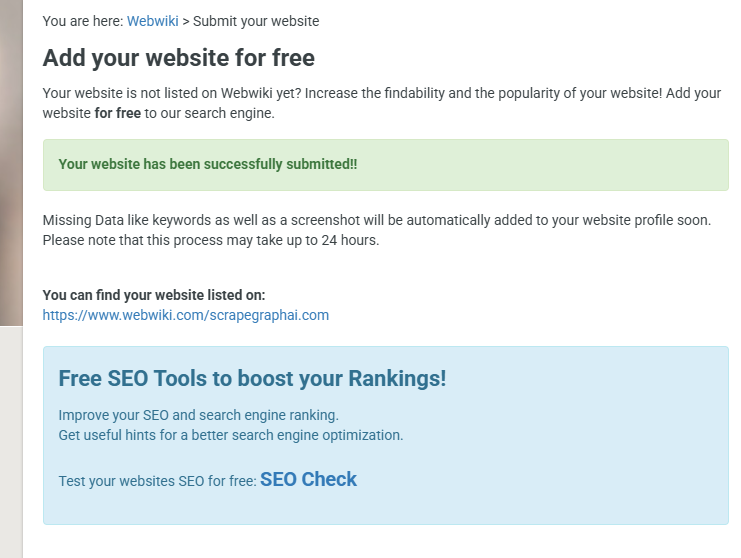 You are here: Webwiki > Submit your website
Add your website for free
Your website is not listed on Webwiki yet? Increase the findability and the popularity of your website! Add your
website for free to our search engine.
Your website has been successfully submitted!!
Missing Data like keywords as well as a screenshot will be automatically added to your website profile soon.
Please note that this process may take up to 24 hours.
You can find your website listed on:
https://www.webwiki.com/scrapegraphai.com
Free SEO Tools to boost your Rankings!
Improve your SEO and search engine ranking.
Get useful hints for a better search engine optimization.
Test your websites SEO for free: SEO Check